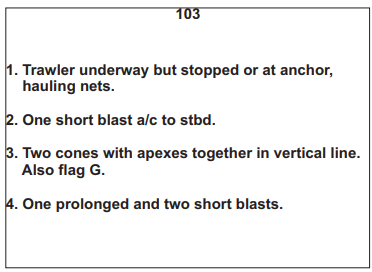 103
1. Trawler underway but stopped or at anchor,
hauling nets.
2. One short blast a/c to stbd.
3. Two cones with apexes together in vertical line.
Also flag G.
4. One prolonged and two short blasts.